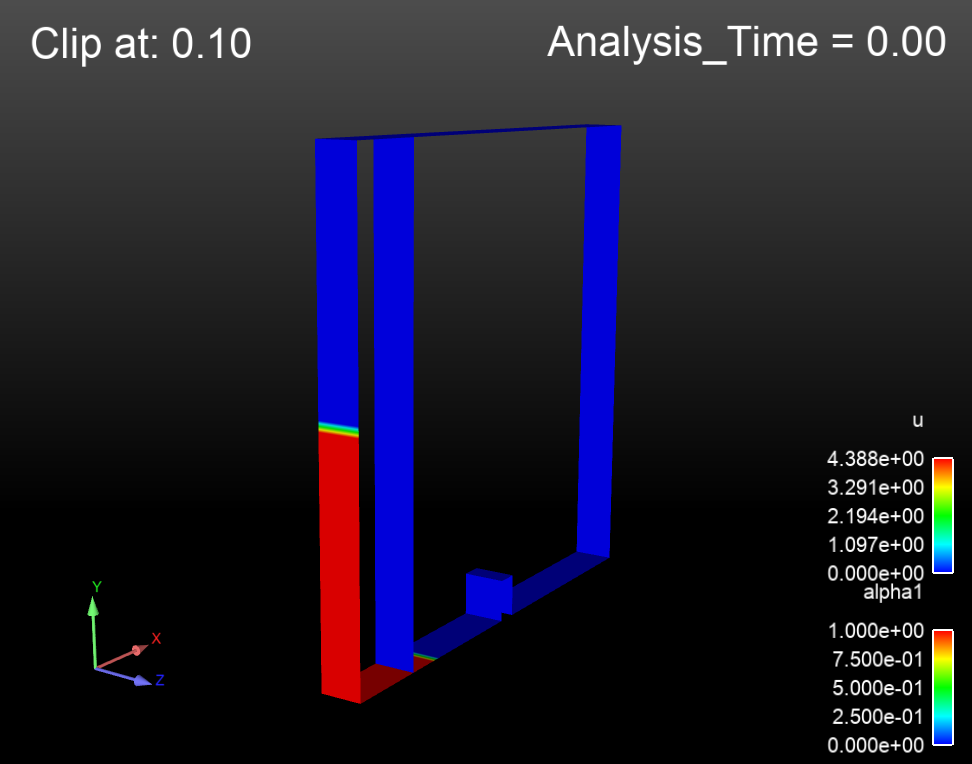 Clip at: 0.10
Analysis_Time = 0.00
u
4.388e+00
3.291e+00
2.194e+00
1.097e+00
0.000e+00
alpha1
1.000e+00
7.500e-01
5.000e-01
2.500e-01
0.000e+00
Y
X
Z